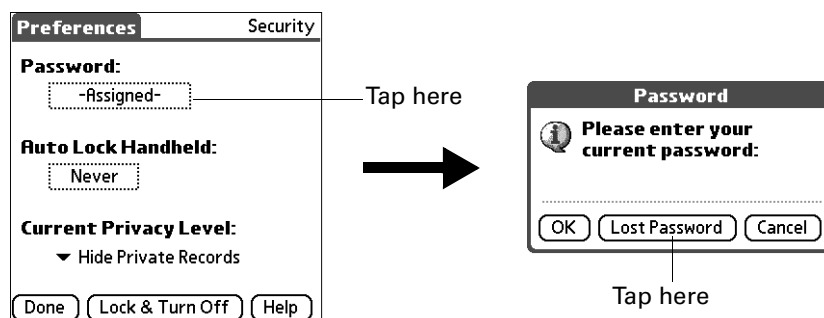 Preferences Security
Password:
-Assigned-
Tap here
Auto Lock Handheld:
Never
Current Privacy Level:
Hide Private Records
Done Lock & Turn Off Help
Password
Please enter your
current password:
OK Lost Password Cancel
Tap here